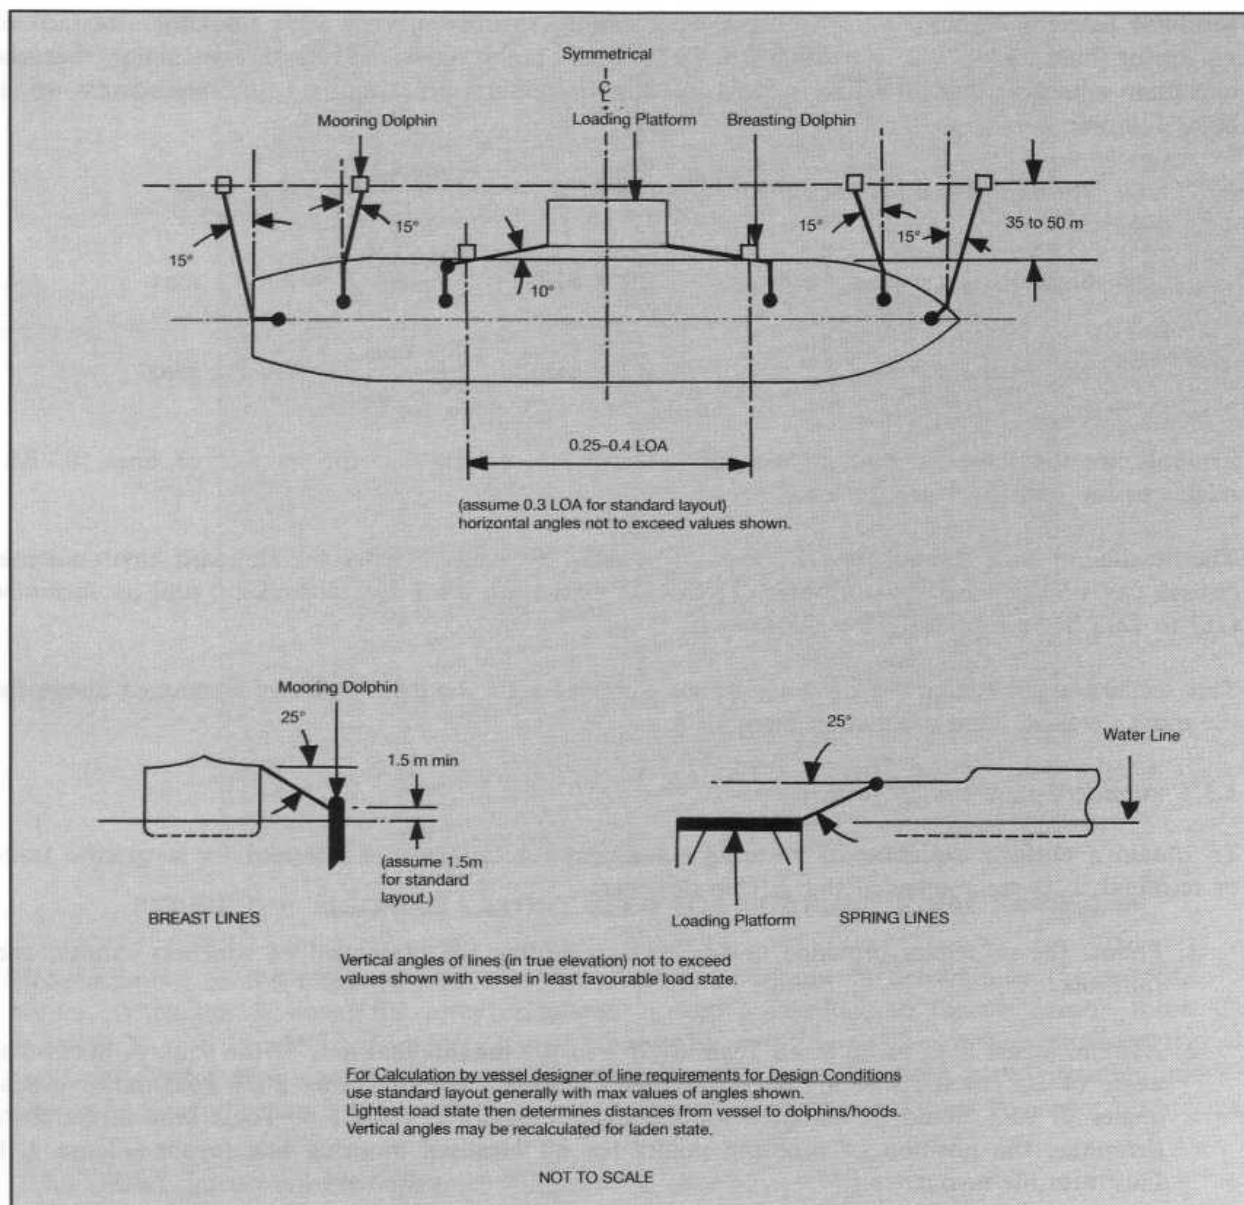 Symmetrical
℄
Mooring Dolphin
Loading Platform
Breasting Dolphin
15°
15°
15°
15°
35 to 50 m
10°
0.25–0.4 LOA
(assume 0.3 LOA for standard layout)
horizontal angles not to exceed values shown.
Mooring Dolphin
25°
1.5 m min
(assume 1.5m
for standard
layout.)
BREAST LINES
25°
Water Line
Loading Platform
SPRING LINES
Vertical angles of lines (in true elevation) not to exceed
values shown with vessel in least favourable load state.
For Calculation by vessel designer of line requirements for Design Conditions
use standard layout generally with max values of angles shown.
Lightest load state then determines distances from vessel to dolphins/hoods.
Vertical angles may be recalculated for laden state.
NOT TO SCALE